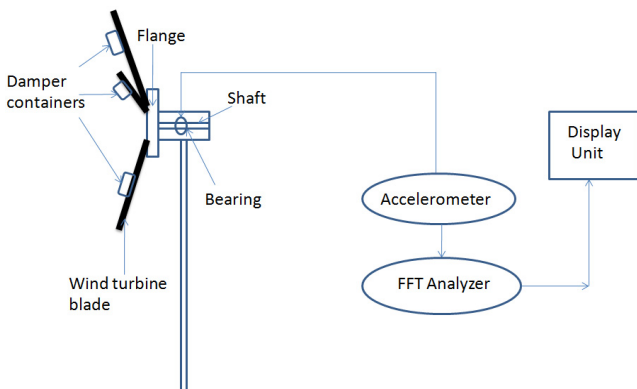 Flange
Damper
containers
Shaft
Display
Unit
Bearing
Accelerometer
FFT Analyzer
Wind turbine
blade